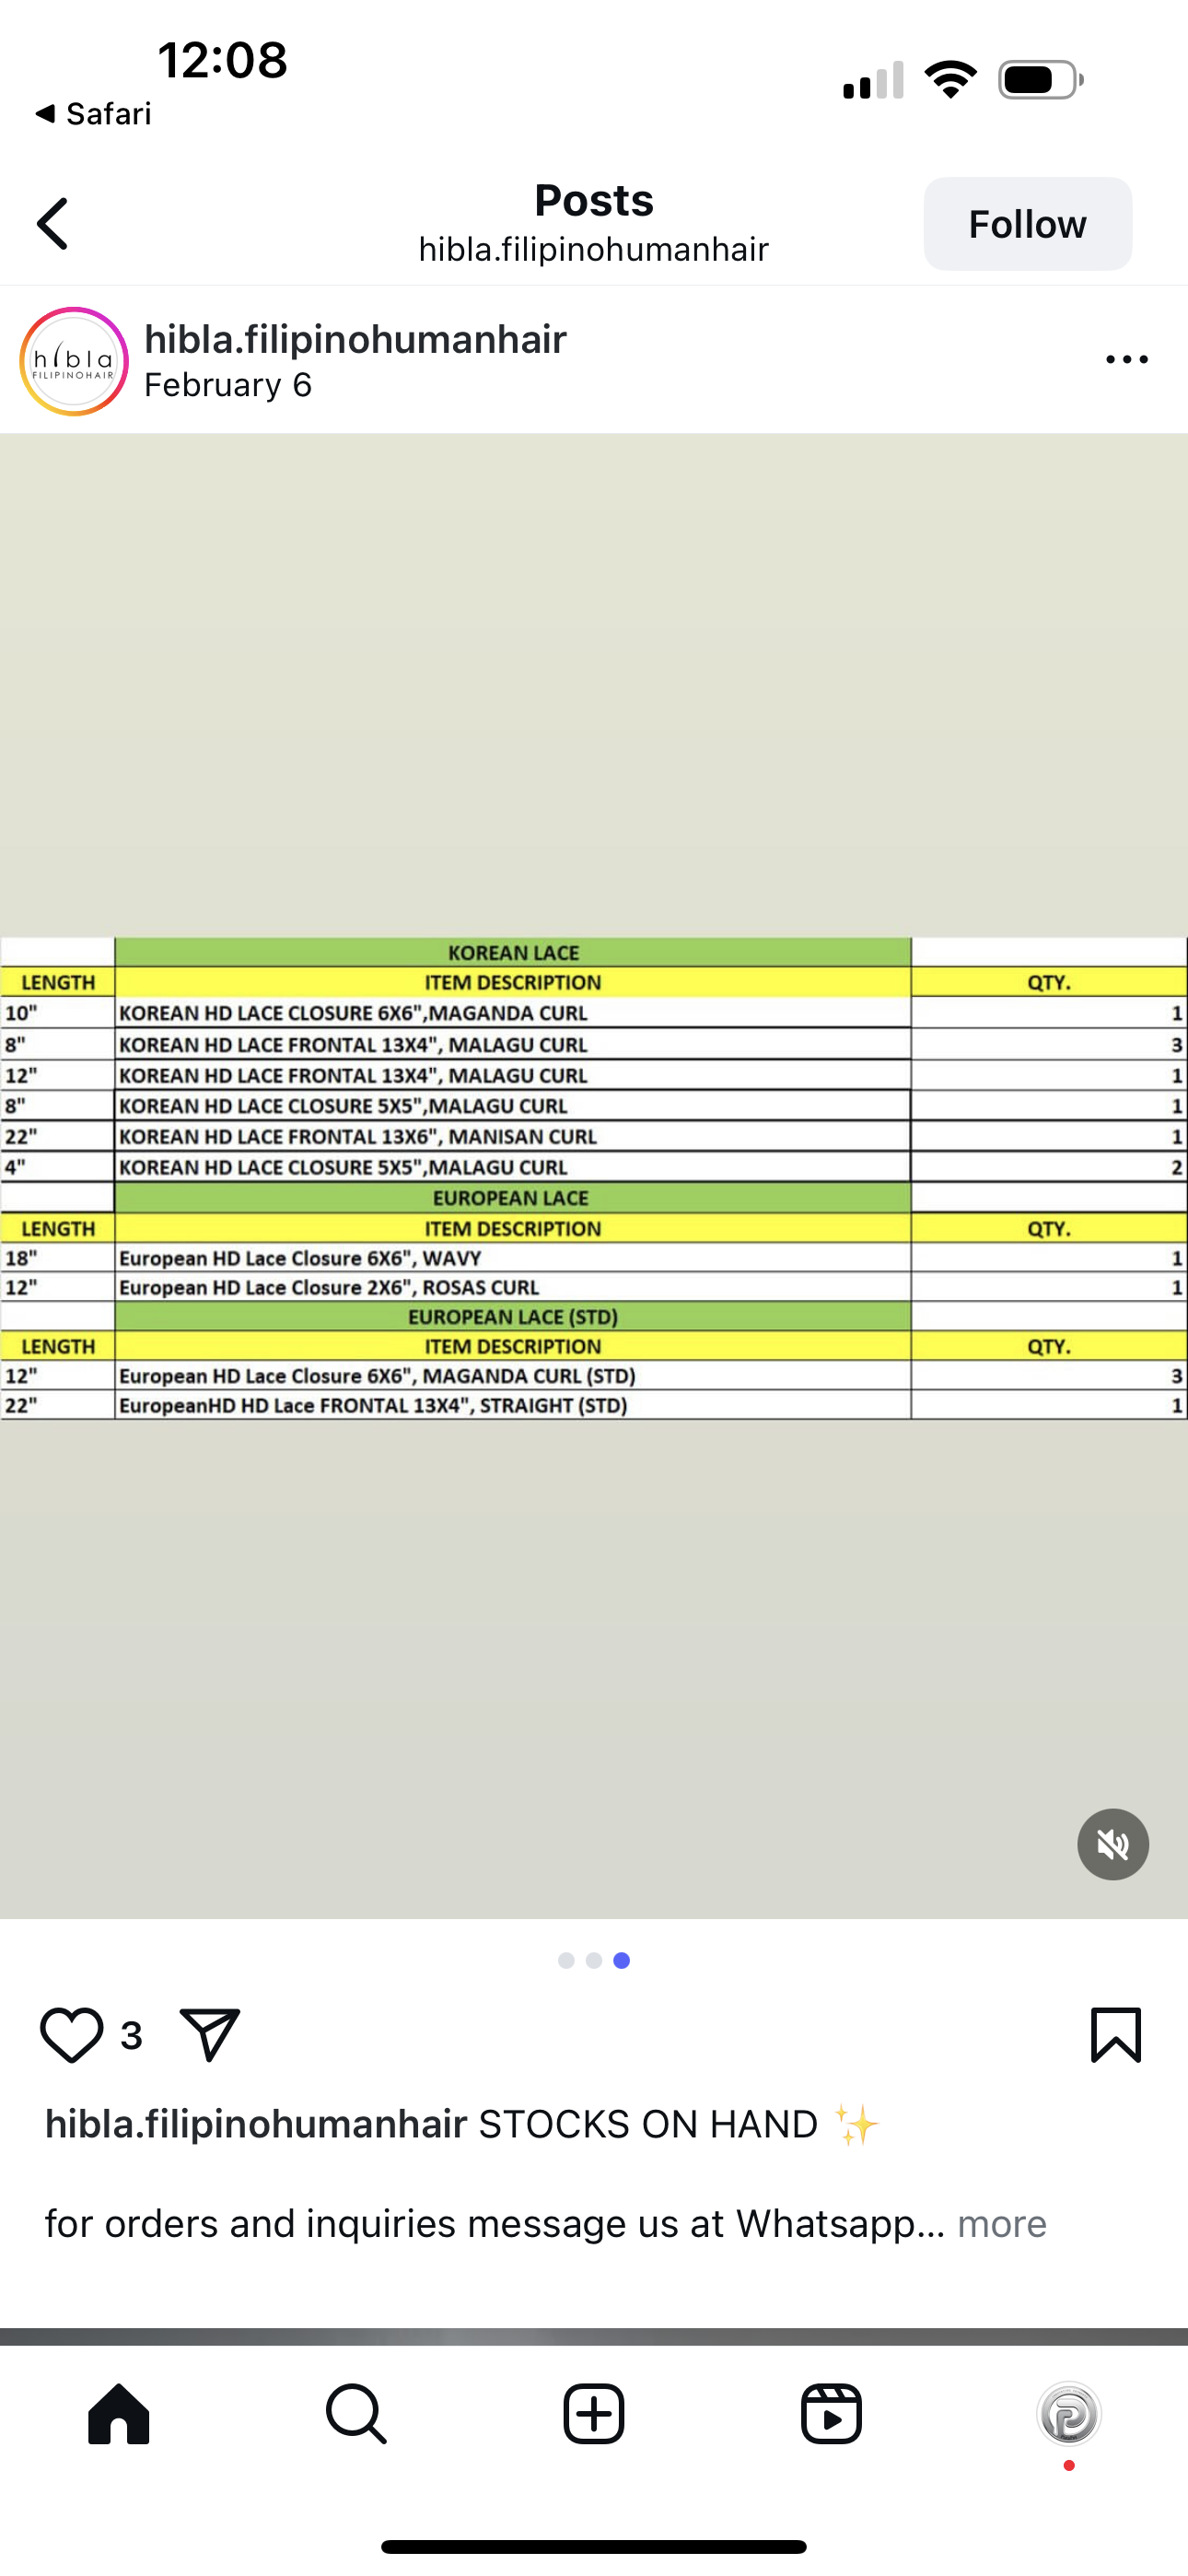 12:08
Safari
Posts
hibla.filipinohumanhair
Follow
hibla
FILIPINOHAIR
hibla.filipinohumanhair
February 6
KOREAN LACE
LENGTH ITEM DESCRIPTION QTY.
10" KOREAN HD LACE CLOSURE 6X6",MAGANDA CURL 1
8" KOREAN HD LACE FRONTAL 13X4", MALAGU CURL 3
12" KOREAN HD LACE FRONTAL 13X4", MALAGU CURL 1
8" KOREAN HD LACE CLOSURE 5X5",MALAGU CURL 1
22" KOREAN HD LACE FRONTAL 13X6", MANISAN CURL 1
4" KOREAN HD LACE CLOSURE 5X5",MALAGU CURL 2
EUROPEAN LACE
LENGTH ITEM DESCRIPTION QTY.
18" European HD Lace Closure 6X6", WAVY 1
12" European HD Lace Closure 2X6", ROSAS CURL 1
EUROPEAN LACE (STD)
LENGTH ITEM DESCRIPTION QTY.
12" European HD Lace Closure 6X6", MAGANDA CURL (STD) 3
22" EuropeanHD HD Lace FRONTAL 13X4", STRAIGHT (STD) 1
3
hibla.filipinohumanhair STOCKS ON HAND ✨
for orders and inquiries message us at Whatsapp... more